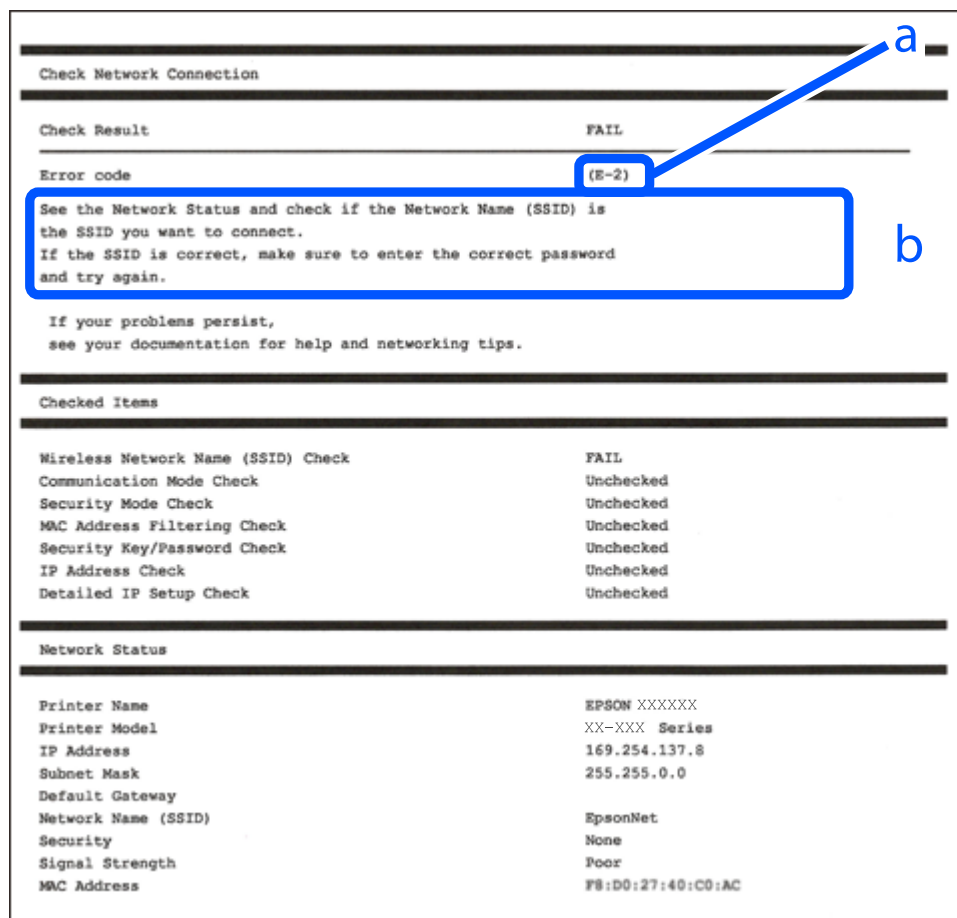 a
Check Network Connection
Check Result FAIL
Error code (E-2)
See the Network Status and check if the Network Name (SSID) is
the SSID you want to connect.
If the SSID is correct, make sure to enter the correct password
and try again.
b
If your problems persist,
see your documentation for help and networking tips.
Checked Items
Wireless Network Name (SSID) Check FAIL
Communication Mode Check Unchecked
Security Mode Check Unchecked
MAC Address Filtering Check Unchecked
Security Key/Password Check Unchecked
IP Address Check Unchecked
Detailed IP Setup Check Unchecked
Network Status
Printer Name EPSON XXXXXX
Printer Model XX-XXX Series
IP Address 169.254.137.8
Subnet Mask 255.255.0.0
Default Gateway
Network Name (SSID) EpsonNet
Security None
Signal Strength Poor
MAC Address F8:D0:27:40:C0:AC